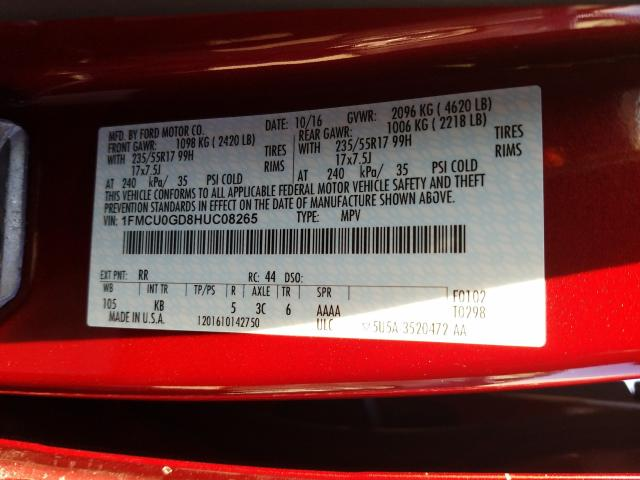 MFD. BY FORD MOTOR CO. DATE: 10/16 GVWR: 2096 KG ( 4620 LB)
FRONT GAWR: 1098 KG ( 2420 LB) REAR GAWR: 1006 KG ( 2218 LB)
WITH 235/55R17 99H TIRES WITH 235/55R17 99H TIRES
17x7.5J RIMS 17x7.5J RIMS
AT 240 kPa/ 35 PSI COLD AT 240 kPa/ 35 PSI COLD
THIS VEHICLE CONFORMS TO ALL APPLICABLE FEDERAL MOTOR VEHICLE SAFETY AND THEFT
PREVENTION STANDARDS IN EFFECT ON THE DATE OF MANUFACTURE SHOWN ABOVE.
VIN: 1FMCU0GD8HUC08265 TYPE: MPV
EXT PNT: RR RC: 44 DSO:
WB INT TR TP/PS R AXLE TR SPR F0102
105 KB 5 3C 6 AAAA T0298
MADE IN U.S.A. 1201610142750 ULC 5U5A 3520472 AA